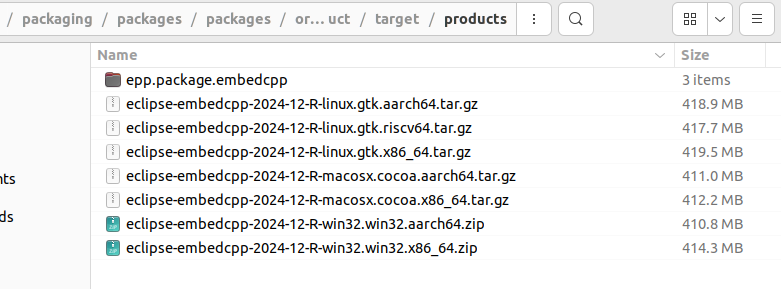 / packaging / packages / packages / or… uct / target / products
Name Size
epp.package.embedcpp 3 items
eclipse-embedcpp-2024-12-R-linux.gtk.aarch64.tar.gz 418.9 MB
eclipse-embedcpp-2024-12-R-linux.gtk.riscv64.tar.gz 417.7 MB
eclipse-embedcpp-2024-12-R-linux.gtk.x86_64.tar.gz 419.5 MB
eclipse-embedcpp-2024-12-R-macosx.cocoa.aarch64.tar.gz 411.0 MB
nts
eclipse-embedcpp-2024-12-R-macosx.cocoa.x86_64.tar.gz 412.2 MB
ds
eclipse-embedcpp-2024-12-R-win32.win32.aarch64.zip 410.8 MB
eclipse-embedcpp-2024-12-R-win32.win32.x86_64.zip 414.3 MB